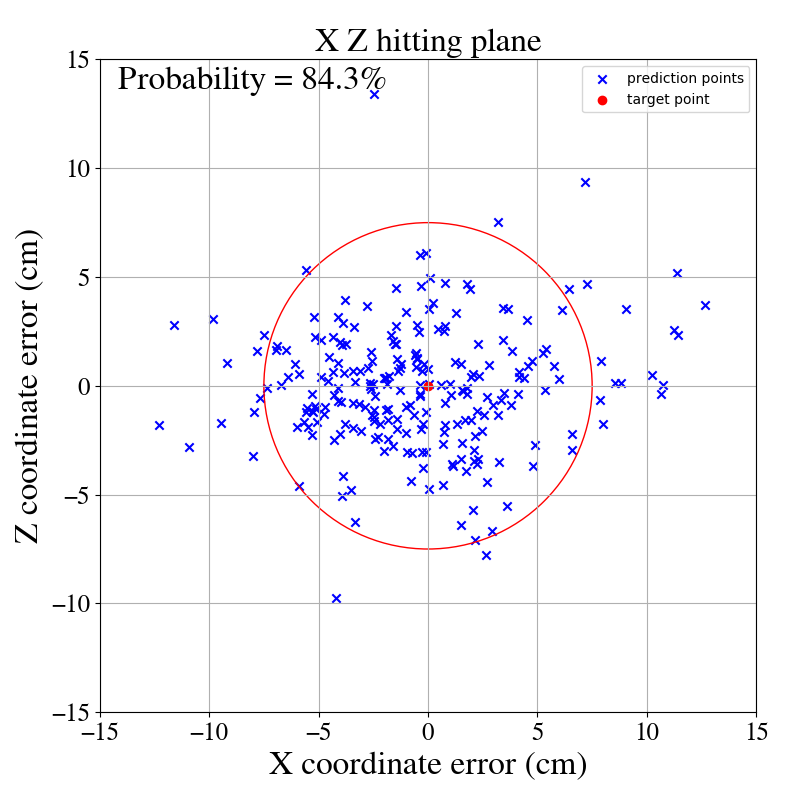 X Z hitting plane
Probability = 84.3%
prediction points
target point
Z coordinate error (cm)
15
10
5
0
−5
−10
−15
−15 −10 −5 0 5 10 15
X coordinate error (cm)